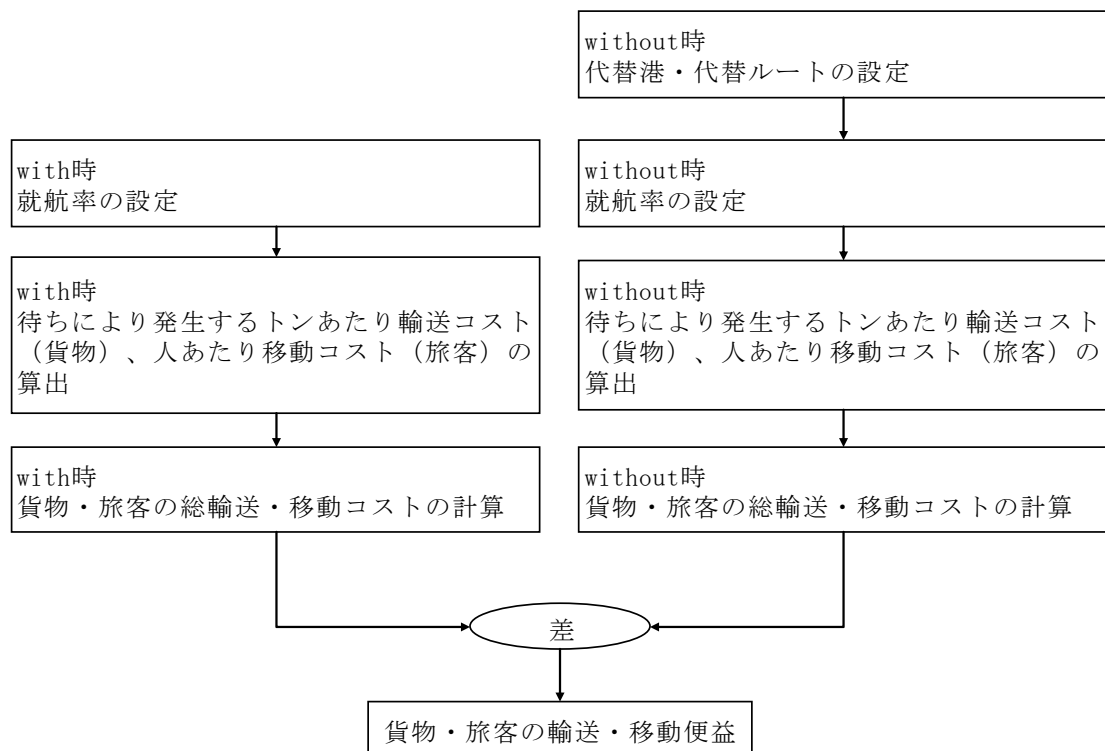 without時
代替港・代替ルートの設定
with時
就航率の設定
without時
就航率の設定
with時
待ちにより発生するトンあたり輸送コスト
（貨物）、人あたり移動コスト（旅客）の
算出
without時
待ちにより発生するトンあたり輸送コスト
（貨物）、人あたり移動コスト（旅客）の
算出
with時
貨物・旅客の総輸送・移動コストの計算
without時
貨物・旅客の総輸送・移動コストの計算
差
貨物・旅客の輸送・移動便益